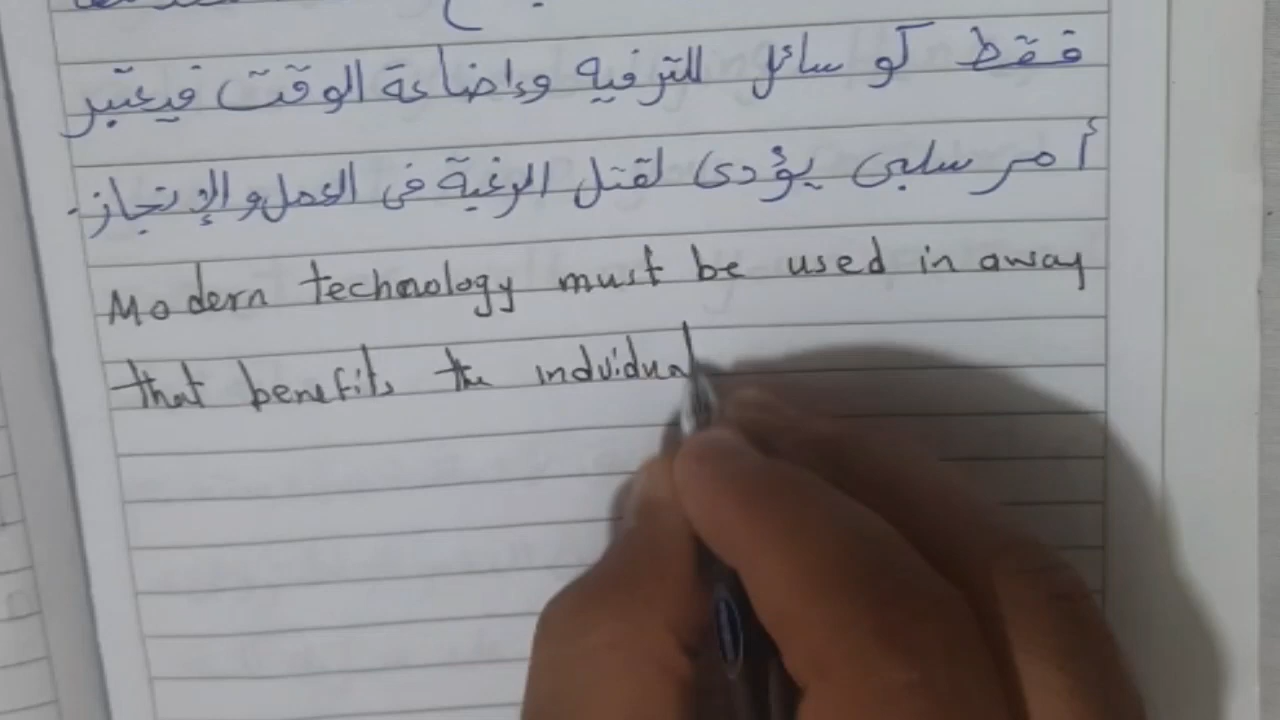 فقط كوسائل للترفيه وإضاعة الوقت فيعتبر
أمر سلبى يؤدى لقتل الرغبة فى العمل والإنجاز.
Modern technology must be used in away
that benefits the individual